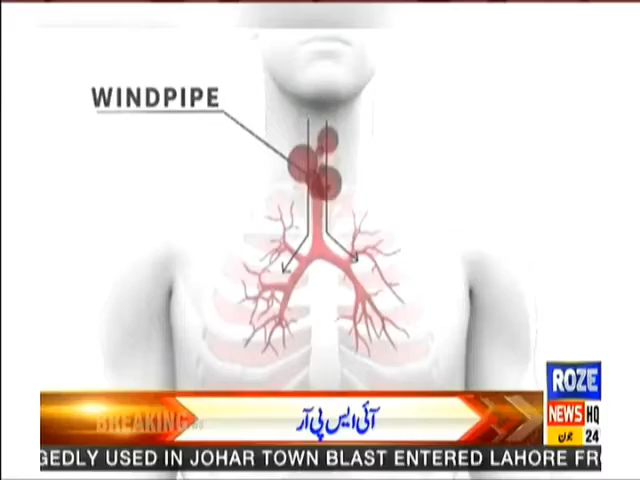 WINDPIPE
ROZE
NEWS HQ
جون 24
BREAKING
آئی ایس پی آر
GEDLY USED IN JOHAR TOWN BLAST ENTERED LAHORE FR